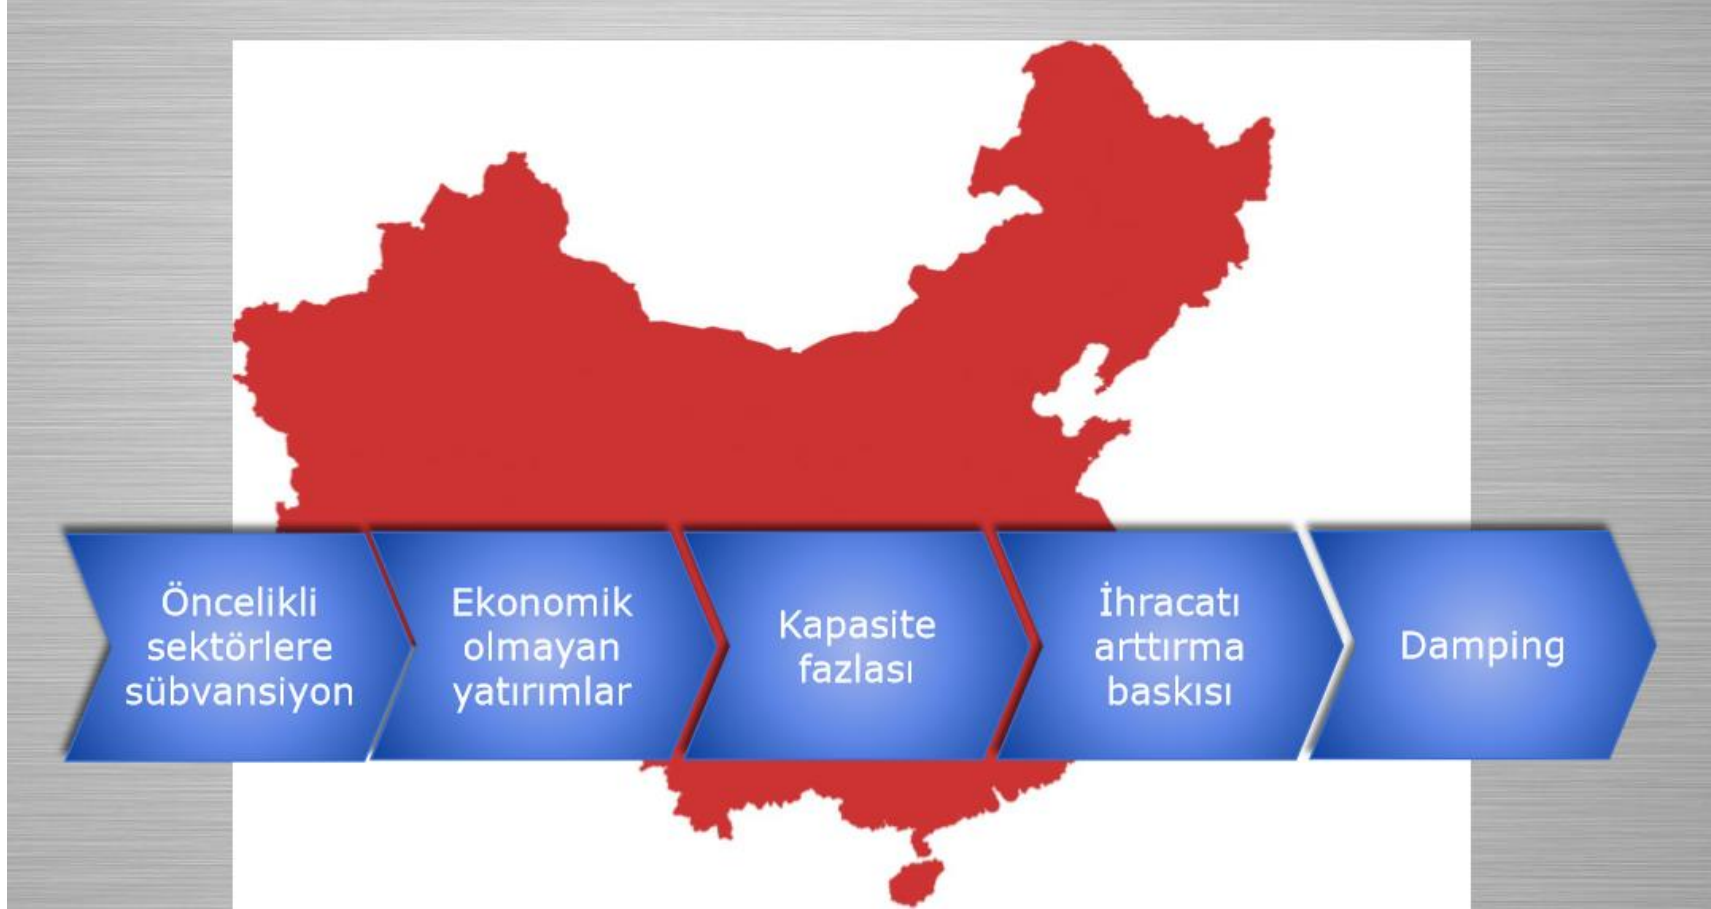 Öncelikli
sektörlere
sübvansiyon
Ekonomik
olmayan
yatırımlar
Kapasite
fazlası
İhracatı
arttırma
baskısı
Damping